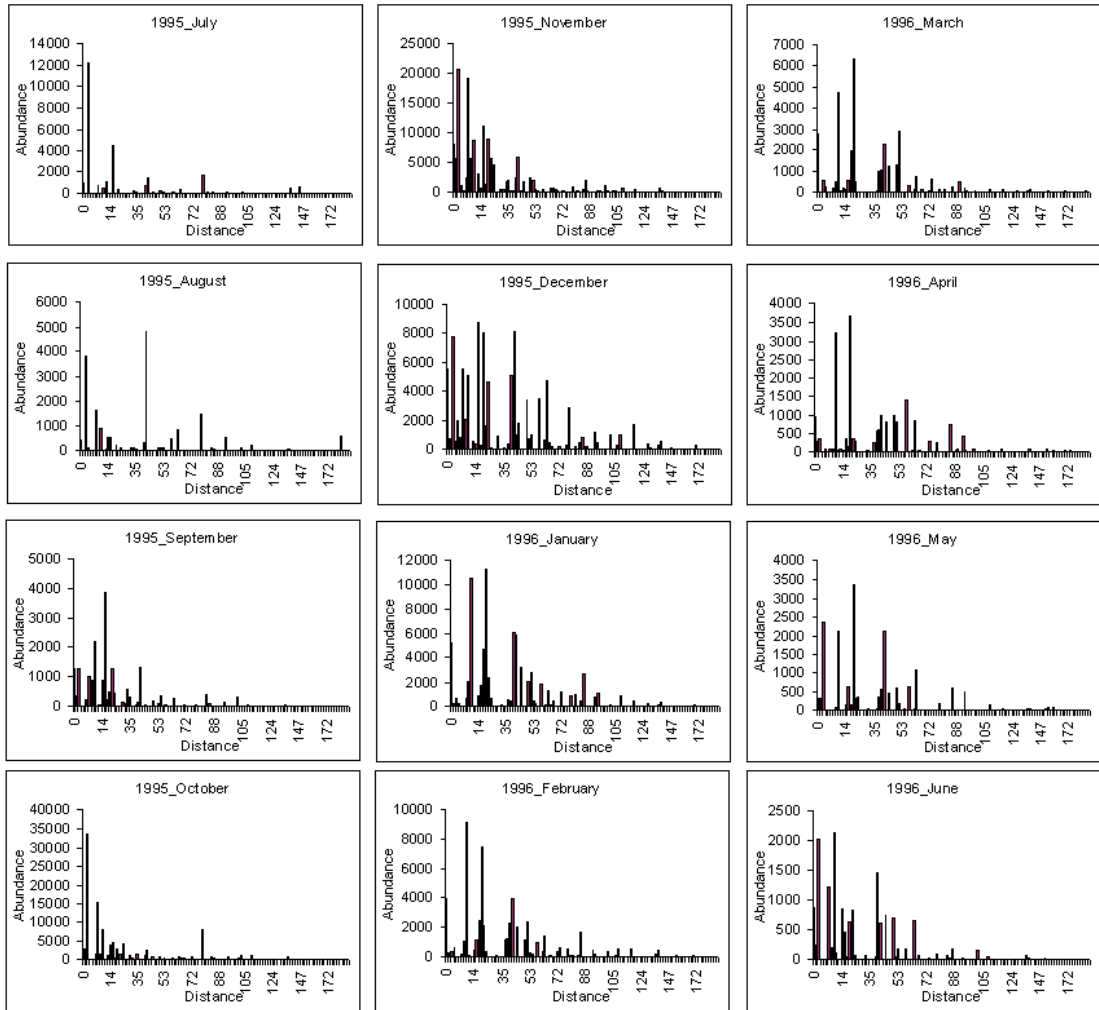 1995_July
14000
12000
10000
8000
6000
4000
2000
0
Abundance
0 14 35 53 72 88 105 124 147 172
Distance
1995_August
6000
5000
4000
3000
2000
1000
0
Abundance
0 14 35 53 72 88 105 124 147 172
Distance
1995_September
5000
4000
3000
2000
1000
0
Abundance
0 14 35 53 72 88 105 124 147 172
Distance
1995_October
40000
35000
30000
25000
20000
15000
10000
5000
0
Abundance
0 14 35 53 72 88 105 124 147 172
Distance
1995_November
25000
20000
15000
10000
5000
0
Abundance
0 14 35 53 72 88 105 124 147 172
Distance
1995_December
10000
8000
6000
4000
2000
0
Abundance
0 14 35 53 72 88 105 124 147 172
Distance
1996_January
12000
10000
8000
6000
4000
2000
0
Abundance
0 14 35 53 72 88 105 124 147 172
Distance
1996_February
10000
8000
6000
4000
2000
0
Abundance
0 14 35 53 72 88 105 124 147 172
Distance
1996_March
7000
6000
5000
4000
3000
2000
1000
0
Abundance
0 14 35 53 72 88 105 124 147 172
Distance
1996_April
4000
3500
3000
2500
2000
1500
1000
500
0
Abundance
0 14 35 53 72 88 105 124 147 172
Distance
1996_May
4000
3500
3000
2500
2000
1500
1000
500
0
Abundance
0 14 35 53 72 88 105 124 147 172
Distance
1996_June
2500
2000
1500
1000
500
0
Abundance
0 14 35 53 72 88 105 124 147 172
Distance